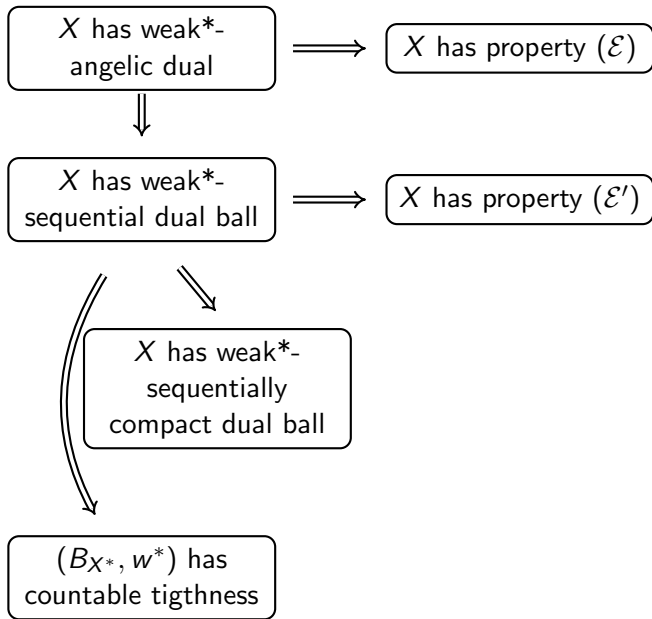 X has weak*-
angelic dual
X has property (ℰ)
X has weak*-
sequential dual ball
X has property (ℰ′)
X has weak*-
sequentially
compact dual ball
(B_{X*}, w*) has
countable tigthness